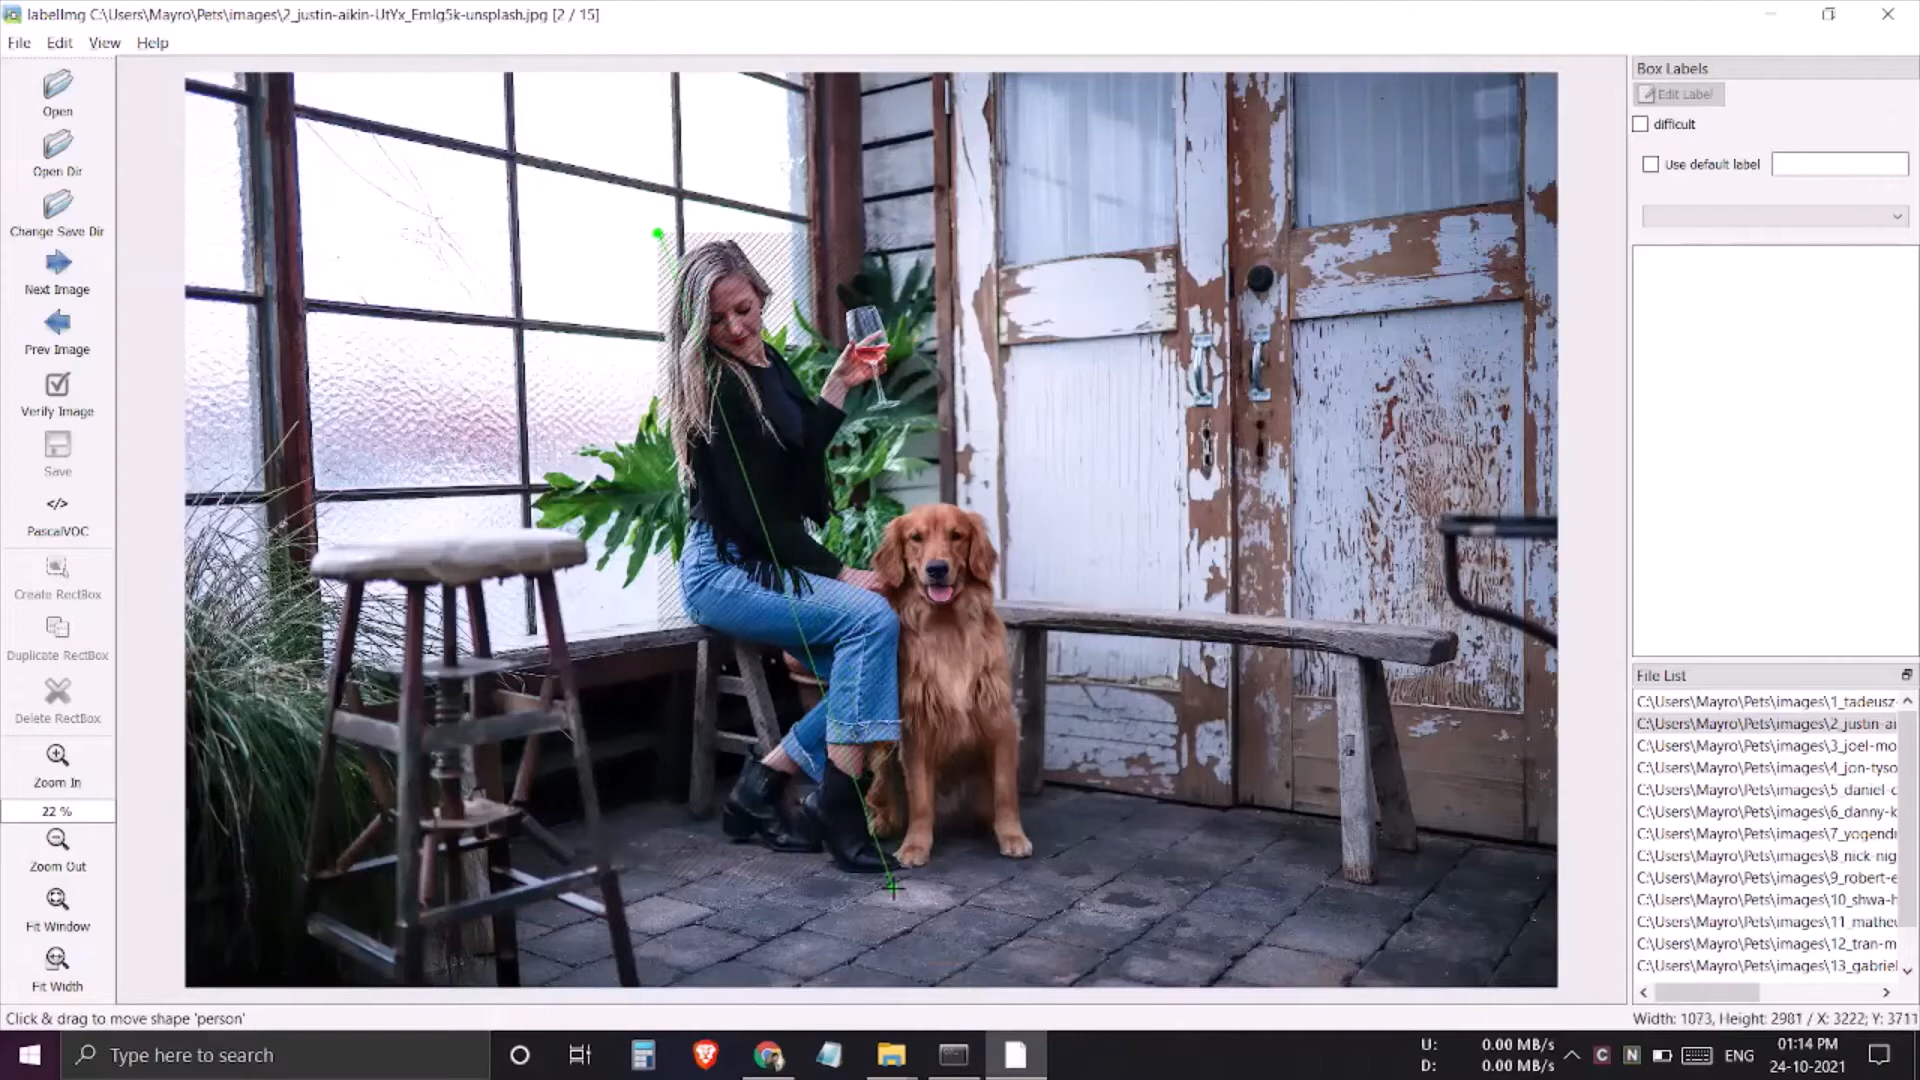 labelImg C:\Users\Mayro\Pets\images\2_justin-aikin-UtYx_EmIg5k-unsplash.jpg [2 / 15]
File Edit View Help
Open
Open Dir
Change Save Dir
Next Image
Prev Image
Verify Image
Save
</>
PascalVOC
Create RectBox
Duplicate RectBox
Delete RectBox
Zoom In
22 %
Zoom Out
Fit Window
Fit Width
Box Labels
Edit Label
difficult
Use default label
File List
C:\Users\Mayro\Pets\images\1_tadeusz-
C:\Users\Mayro\Pets\images\2_justin-ai
C:\Users\Mayro\Pets\images\3_joel-mo
C:\Users\Mayro\Pets\images\4_jon-tyso
C:\Users\Mayro\Pets\images\5_daniel-c
C:\Users\Mayro\Pets\images\6_danny-k
C:\Users\Mayro\Pets\images\7_yogendr
C:\Users\Mayro\Pets\images\8_nick-nig
C:\Users\Mayro\Pets\images\9_robert-e
C:\Users\Mayro\Pets\images\10_shwa-h
C:\Users\Mayro\Pets\images\11_matheu
C:\Users\Mayro\Pets\images\12_tran-m
C:\Users\Mayro\Pets\images\13_gabriel
Click & drag to move shape 'person'
Width: 1073, Height: 2981 / X: 3222; Y: 3711
Type here to search
U: 0.00 MB/s
D: 0.00 MB/s
C N ENG
01:14 PM
24-10-2021